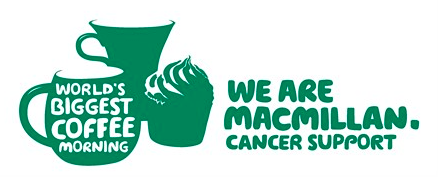 WORLD'S
BIGGEST
COFFEE
MORNING
WE ARE
MACMILLAN.
CANCER SUPPORT